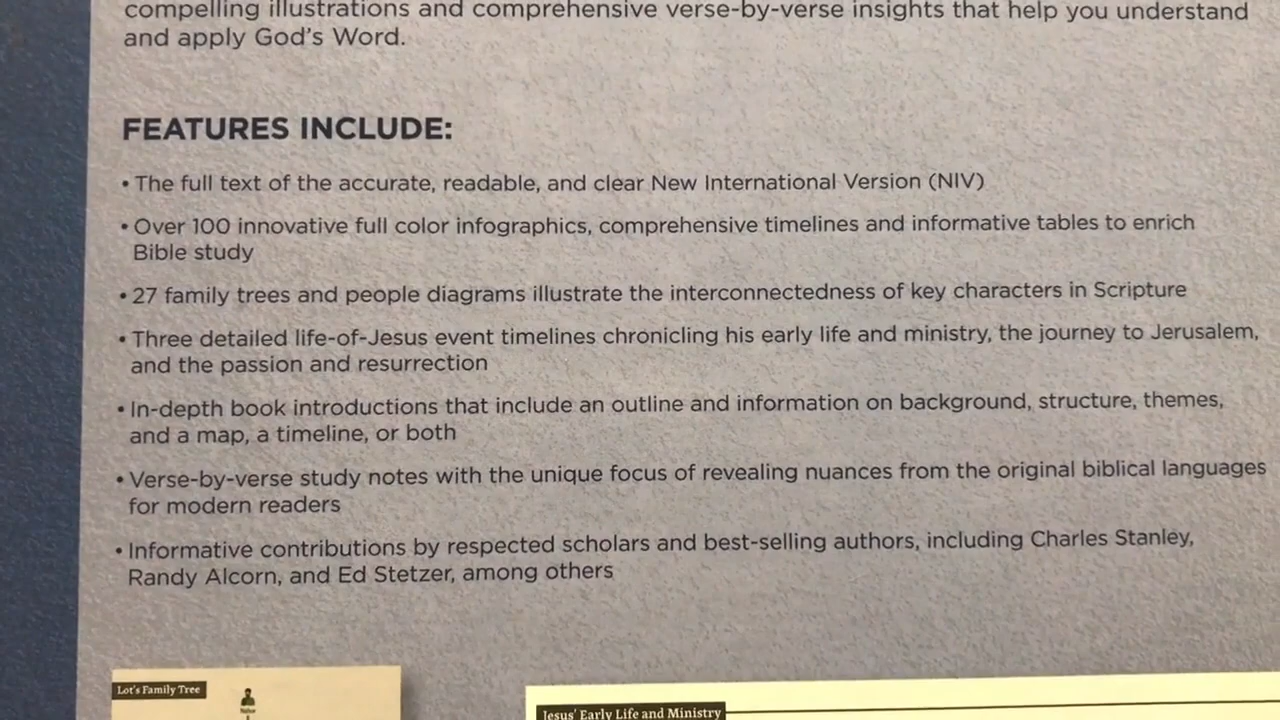 compelling illustrations and comprehensive verse-by-verse insights that help you understand
and apply God's Word.
FEATURES INCLUDE:
• The full text of the accurate, readable, and clear New International Version (NIV)
• Over 100 innovative full color infographics, comprehensive timelines and informative tables to enrich
Bible study
• 27 family trees and people diagrams illustrate the interconnectedness of key characters in Scripture
• Three detailed life-of-Jesus event timelines chronicling his early life and ministry, the journey to Jerusalem,
and the passion and resurrection
• In-depth book introductions that include an outline and information on background, structure, themes,
and a map, a timeline, or both
• Verse-by-verse study notes with the unique focus of revealing nuances from the original biblical languages
for modern readers
• Informative contributions by respected scholars and best-selling authors, including Charles Stanley,
Randy Alcorn, and Ed Stetzer, among others
Lot's Family Tree
Jesus' Early Life and Ministry